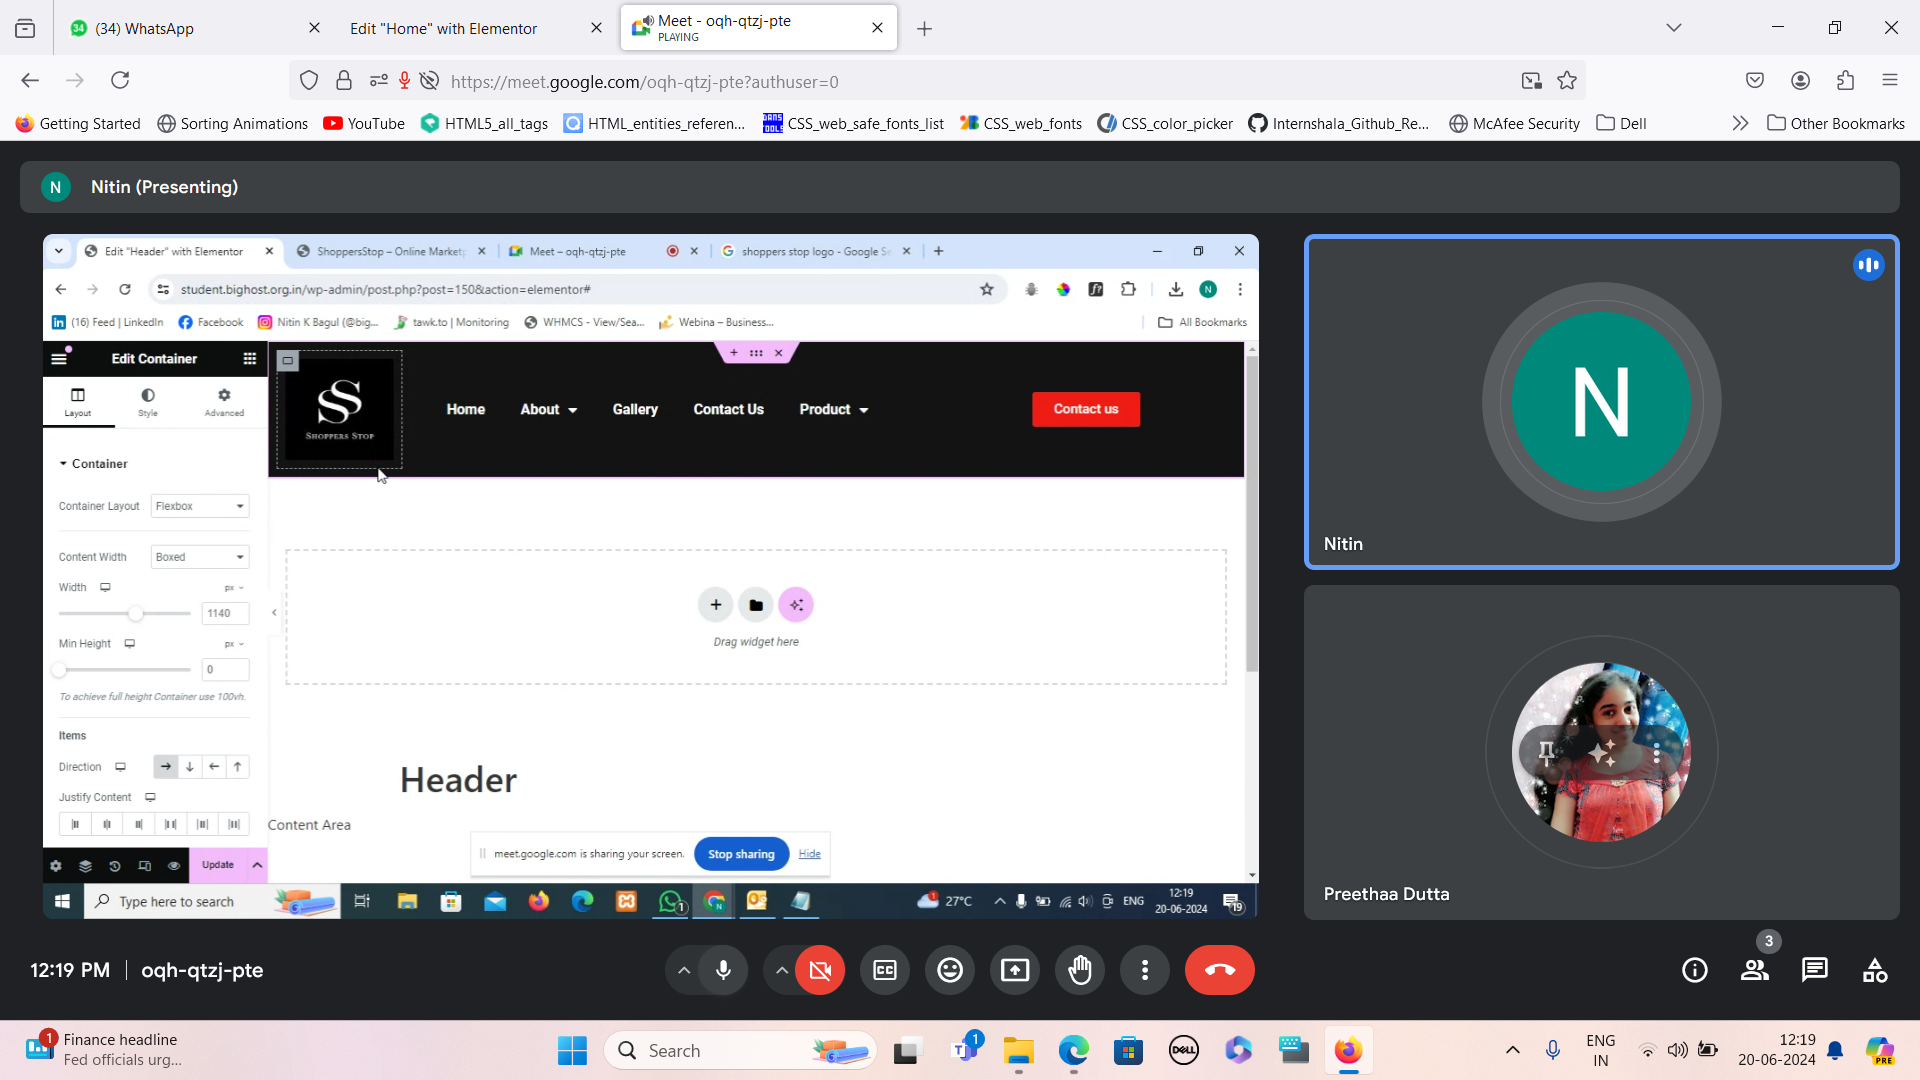 (34) WhatsApp
Edit "Home" with Elementor
Meet - oqh-qtzj-pte
PLAYING
https://meet.google.com/oqh-qtzj-pte?authuser=0
Getting Started
Sorting Animations
YouTube
HTML5_all_tags
HTML_entities_referen...
CSS_web_safe_fonts_list
CSS_web_fonts
CSS_color_picker
Internshala_Github_Re...
McAfee Security
Dell
Other Bookmarks
N
Nitin (Presenting)
Edit "Header" with Elementor
ShoppersStop – Online Market
Meet – oqh-qtzj-pte
shoppers stop logo - Google Se
student.bighost.org.in/wp-admin/post.php?post=150&action=elementor#
(16) Feed | LinkedIn
Facebook
Nitin K Bagul (@big...
tawk.to | Monitoring
WHMCS - View/Sea...
Webina – Business...
All Bookmarks
Edit Container
Layout
Style
Advanced
Container
Container Layout
Flexbox
Content Width
Boxed
Width
px
1140
Min Height
px
0
To achieve full height Container use 100vh.
Items
Direction
Justify Content
Update
SHOPPERS STOP
Home
About
Gallery
Contact Us
Product
Contact us
Drag widget here
Header
Content Area
meet.google.com is sharing your screen.
Stop sharing
Hide
Type here to search
1
27°C
ENG
12:19
20-06-2024
19
N
Nitin
Preethaa Dutta
12:19 PM
oqh-qtzj-pte
3
1
Finance headline
Fed officials urg...
Search
1
DELL
ENG
IN
12:19
20-06-2024
PRE